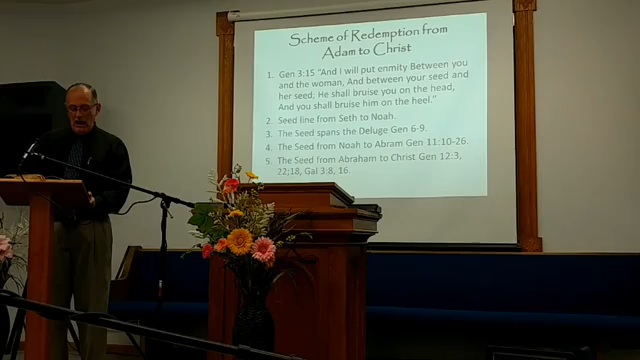 Scheme of Redemption from
Adam to Christ
1. Gen 3:15 "And I will put enmity Between you
and the woman, And between your seed and
her seed, He shall bruise you on the head,
And you shall bruise him on the heel."
2. Seed line from Seth to Noah.
3. The Seed spans the Deluge Gen 6-9.
4. The Seed from Noah to Abram Gen 11:10-26.
5. The Seed from Abraham to Christ Gen 12:3,
22;18, Gal 3:8, 16.